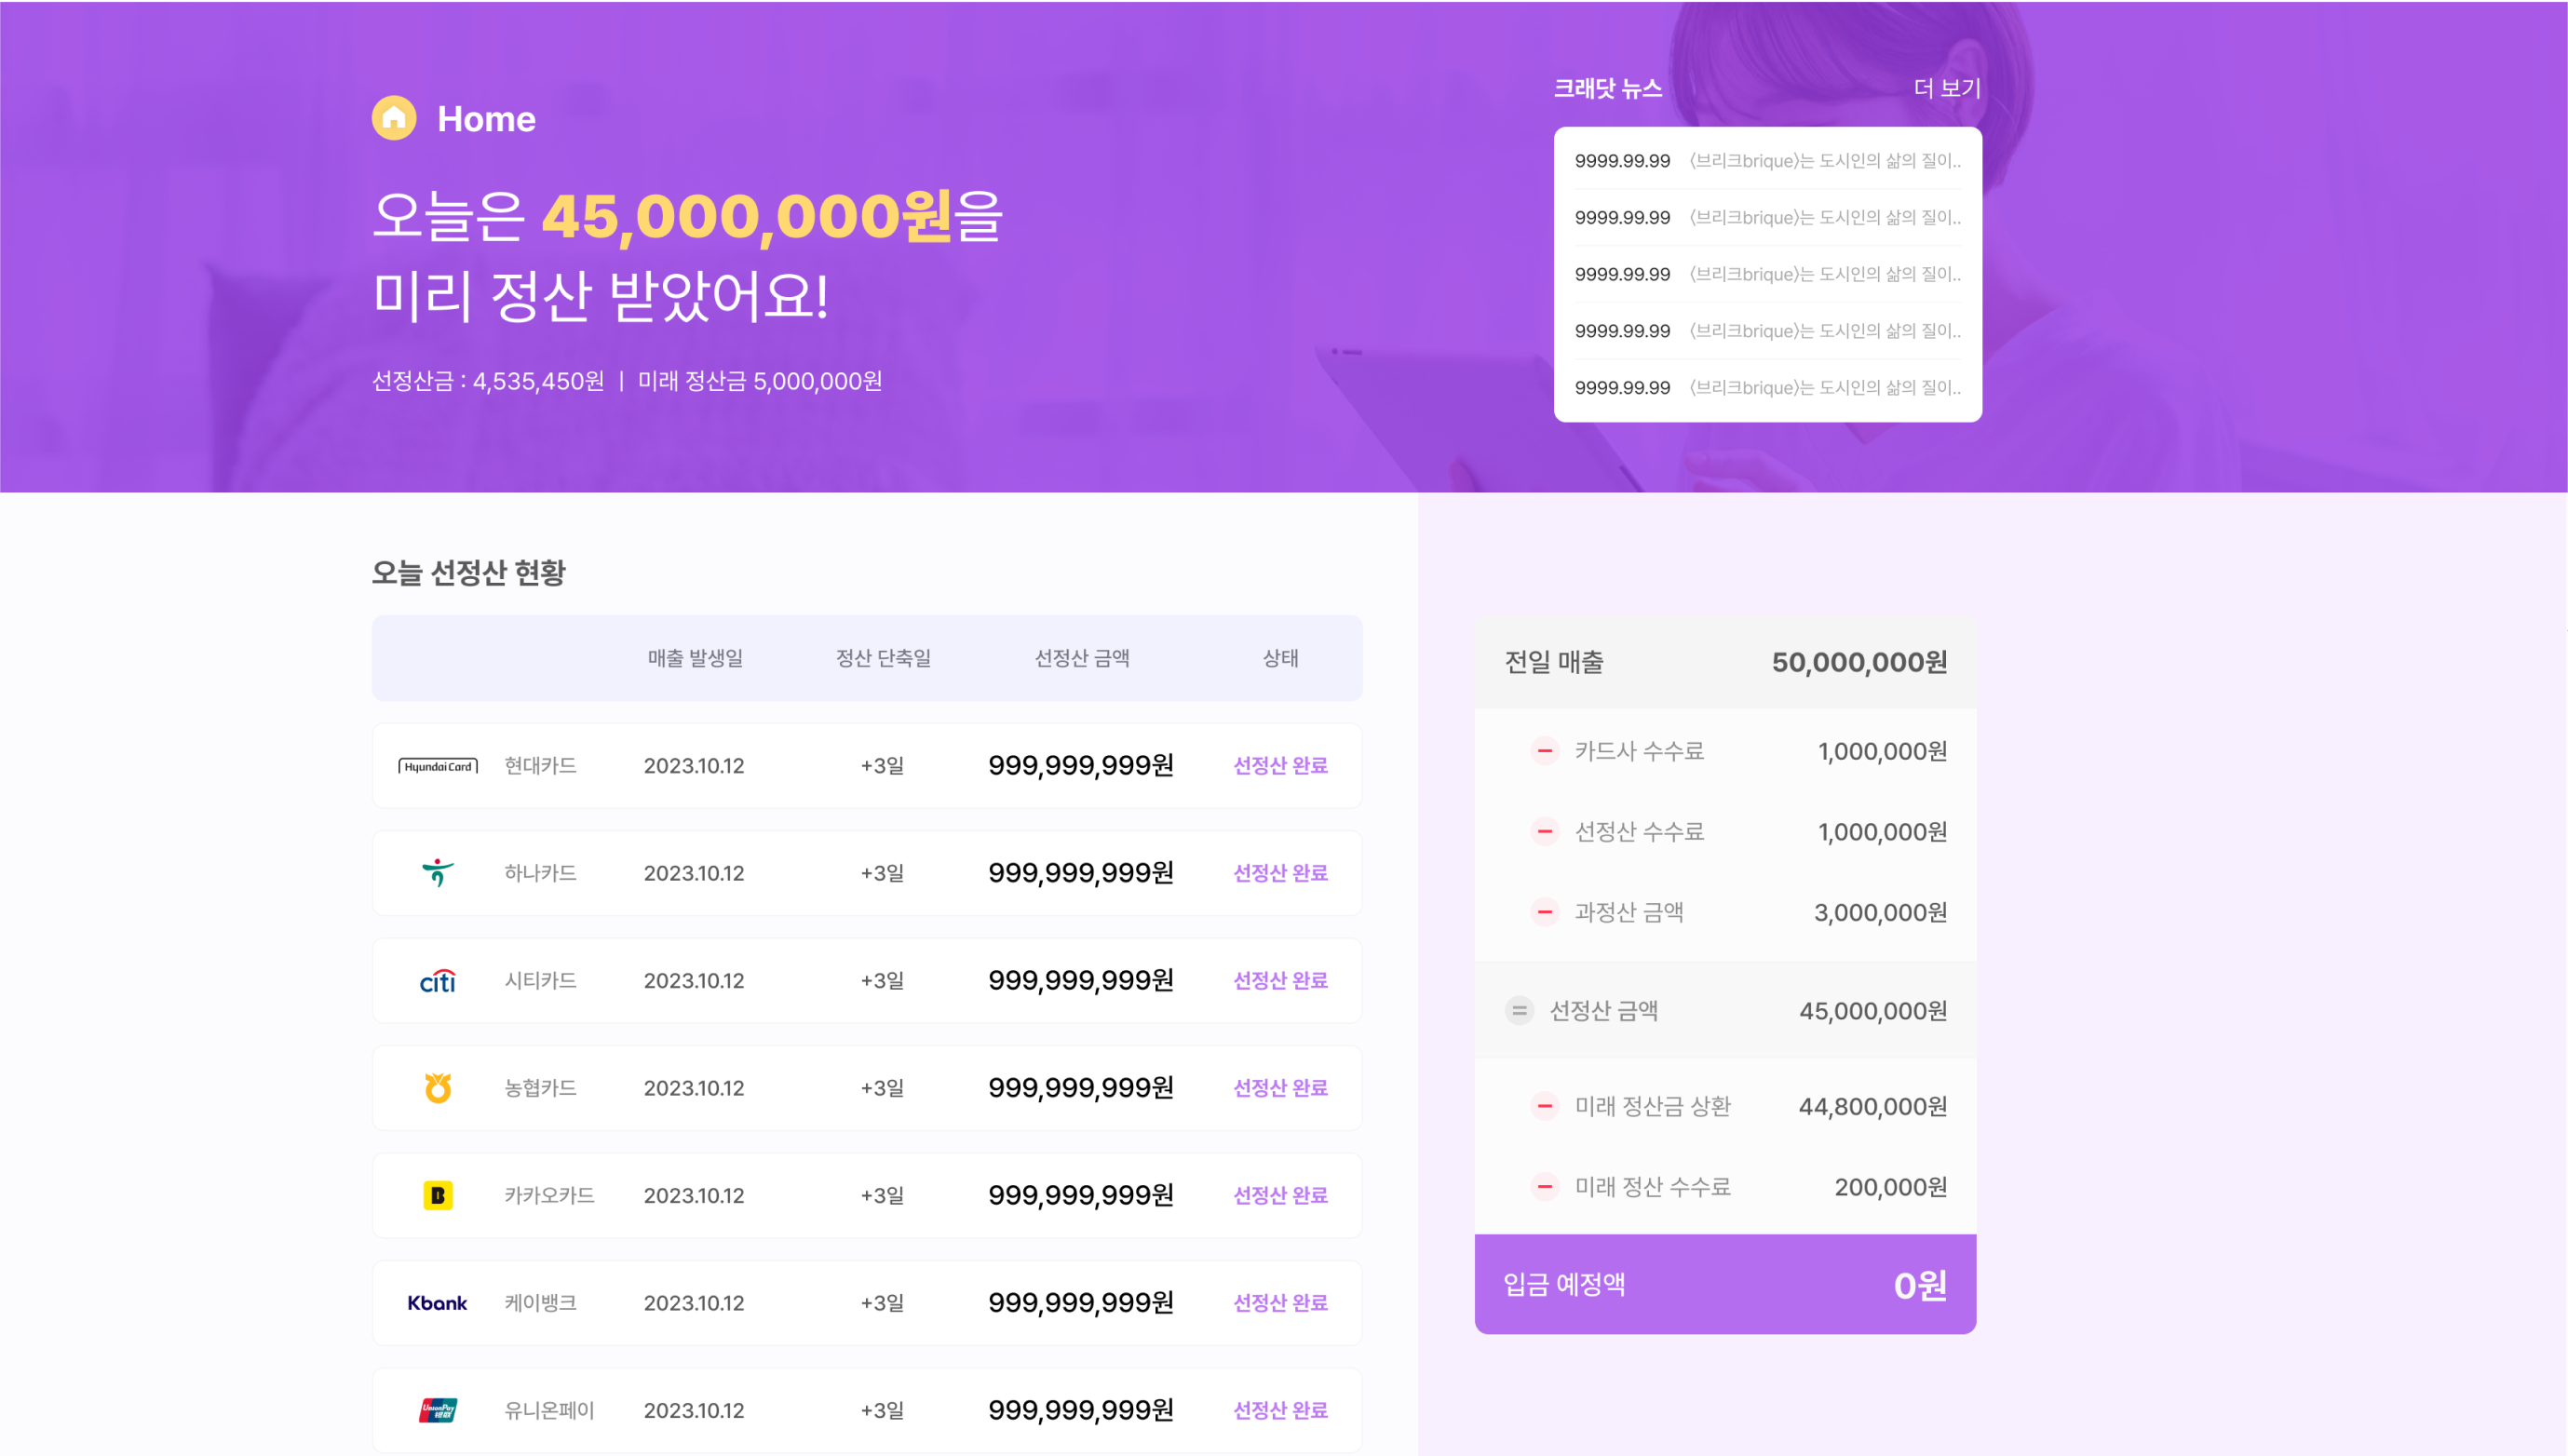 Home
오늘은 45,000,000원을
미리 정산 받았어요!
선정산금 : 4,535,450원 | 미래 정산금 5,000,000원
크래닷 뉴스 더 보기
9999.99.99 〈브리크brique〉는 도시인의 삶의 질이..
9999.99.99 〈브리크brique〉는 도시인의 삶의 질이..
9999.99.99 〈브리크brique〉는 도시인의 삶의 질이..
9999.99.99 〈브리크brique〉는 도시인의 삶의 질이..
9999.99.99 〈브리크brique〉는 도시인의 삶의 질이..
오늘 선정산 현황
매출 발생일 정산 단축일 선정산 금액 상태
Hyundai Card 현대카드 2023.10.12 +3일 999,999,999원 선정산 완료
하나카드 2023.10.12 +3일 999,999,999원 선정산 완료
citi 시티카드 2023.10.12 +3일 999,999,999원 선정산 완료
농협카드 2023.10.12 +3일 999,999,999원 선정산 완료
B 카카오카드 2023.10.12 +3일 999,999,999원 선정산 완료
Kbank 케이뱅크 2023.10.12 +3일 999,999,999원 선정산 완료
UnionPay 银联 유니온페이 2023.10.12 +3일 999,999,999원 선정산 완료
전일 매출 50,000,000원
− 카드사 수수료 1,000,000원
− 선정산 수수료 1,000,000원
− 과정산 금액 3,000,000원
= 선정산 금액 45,000,000원
− 미래 정산금 상환 44,800,000원
− 미래 정산 수수료 200,000원
입금 예정액 0원